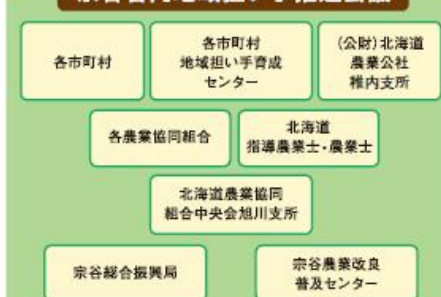 各市町村
各市町村
地域担い手育成
センター
(公財)北海道
農業公社
稚内支所
各農業協同組合
北海道
指導農業士・農業士
北海道農業協同
組合中央会旭川支所
宗谷総合振興局
宗谷農業改良
普及センター